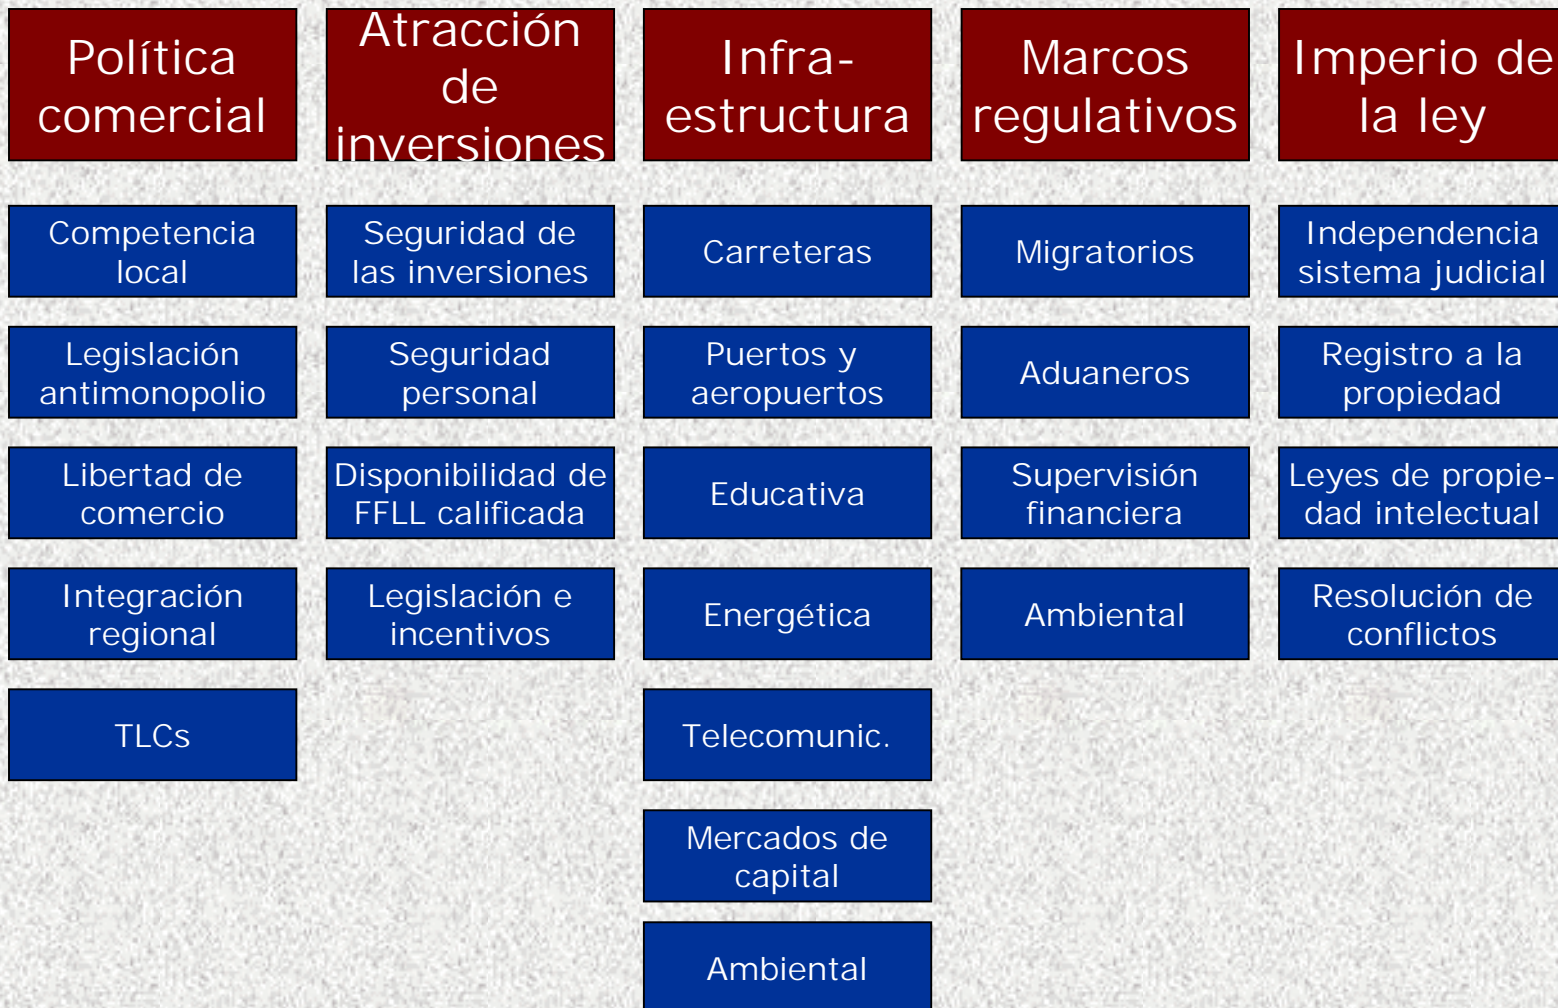 Política
comercial
Atracción
de
inversiones
Infra-
estructura
Marcos
regulativos
Imperio de
la ley
Competencia
local
Seguridad de
las inversiones
Carreteras
Migratorios
Independencia
sistema judicial
Legislación
antimonopolio
Seguridad
personal
Puertos y
aeropuertos
Aduaneros
Registro a la
propiedad
Libertad de
comercio
Disponibilidad de
FFLL calificada
Educativa
Supervisión
financiera
Leyes de propie-
dad intelectual
Integración
regional
Legislación e
incentivos
Energética
Ambiental
Resolución de
conflictos
TLCs
Telecomunic.
Mercados de
capital
Ambiental